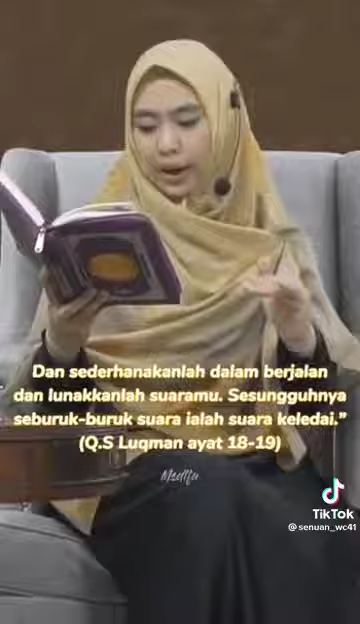 Dan sederhanakanlah dalam berjalan
dan lunakkanlah suaramu. Sesungguhnya
seburuk-buruk suara ialah suara keledai.”
(Q.S Luqman ayat 18-19)
TikTok
@senuan_wc41